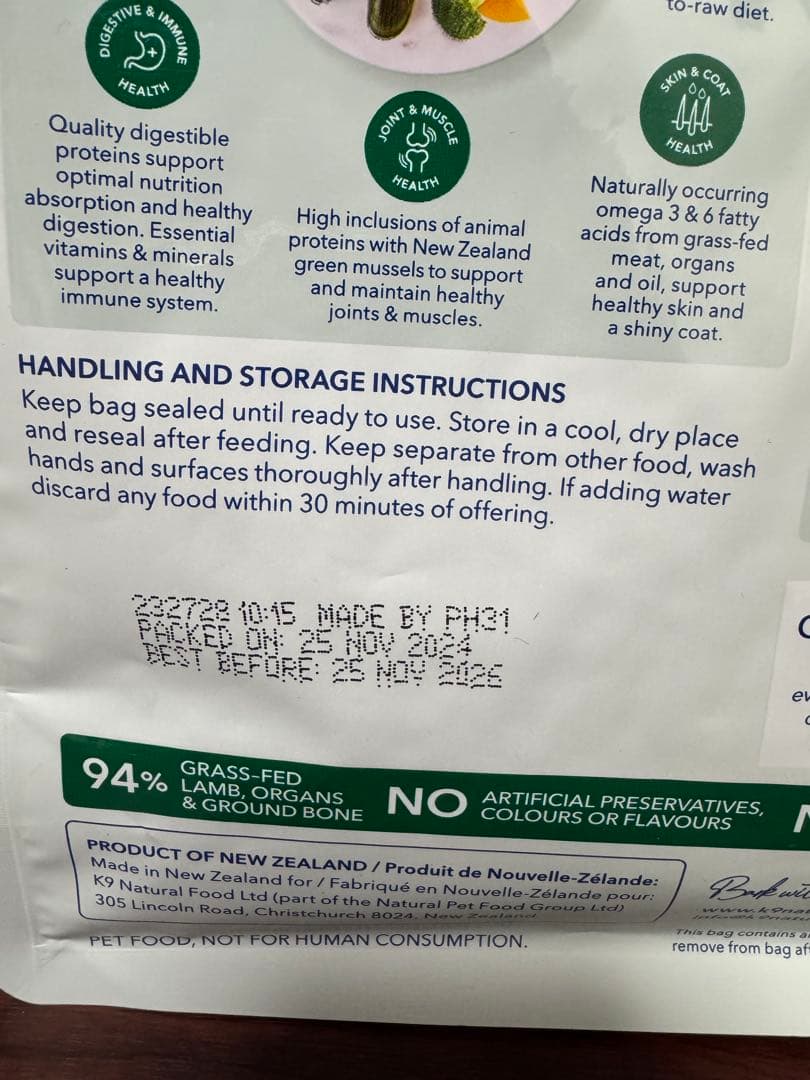 to-raw diet.
DIGESTIVE & IMMUNE
HEALTH
Quality digestible
proteins support
optimal nutrition
absorption and healthy
digestion. Essential
vitamins & minerals
support a healthy
immune system.
JOINT & MUSCLE
HEALTH
High inclusions of animal
proteins with New Zealand
green mussels to support
and maintain healthy
joints & muscles.
SKIN & COAT
HEALTH
Naturally occurring
omega 3 & 6 fatty
acids from grass-fed
meat, organs
and oil, support
healthy skin and
a shiny coat.
HANDLING AND STORAGE INSTRUCTIONS
Keep bag sealed until ready to use. Store in a cool, dry place
and reseal after feeding. Keep separate from other food, wash
hands and surfaces thoroughly after handling. If adding water
discard any food within 30 minutes of offering.
232728 10:15 MADE BY PH31
PACKED ON: 25 NOV 2024
BEST BEFORE: 25 NOV 2026
94% GRASS-FED
LAMB, ORGANS
& GROUND BONE
NO ARTIFICIAL PRESERVATIVES,
COLOURS OR FLAVOURS
PRODUCT OF NEW ZEALAND / Produit de Nouvelle-Zélande:
Made in New Zealand for / Fabriqué en Nouvelle-Zélande pour:
K9 Natural Food Ltd (part of the Natural Pet Food Group Ltd)
305 Lincoln Road, Christchurch 8024, New Zealand
PET FOOD, NOT FOR HUMAN CONSUMPTION.
This bag contains
remove from bag